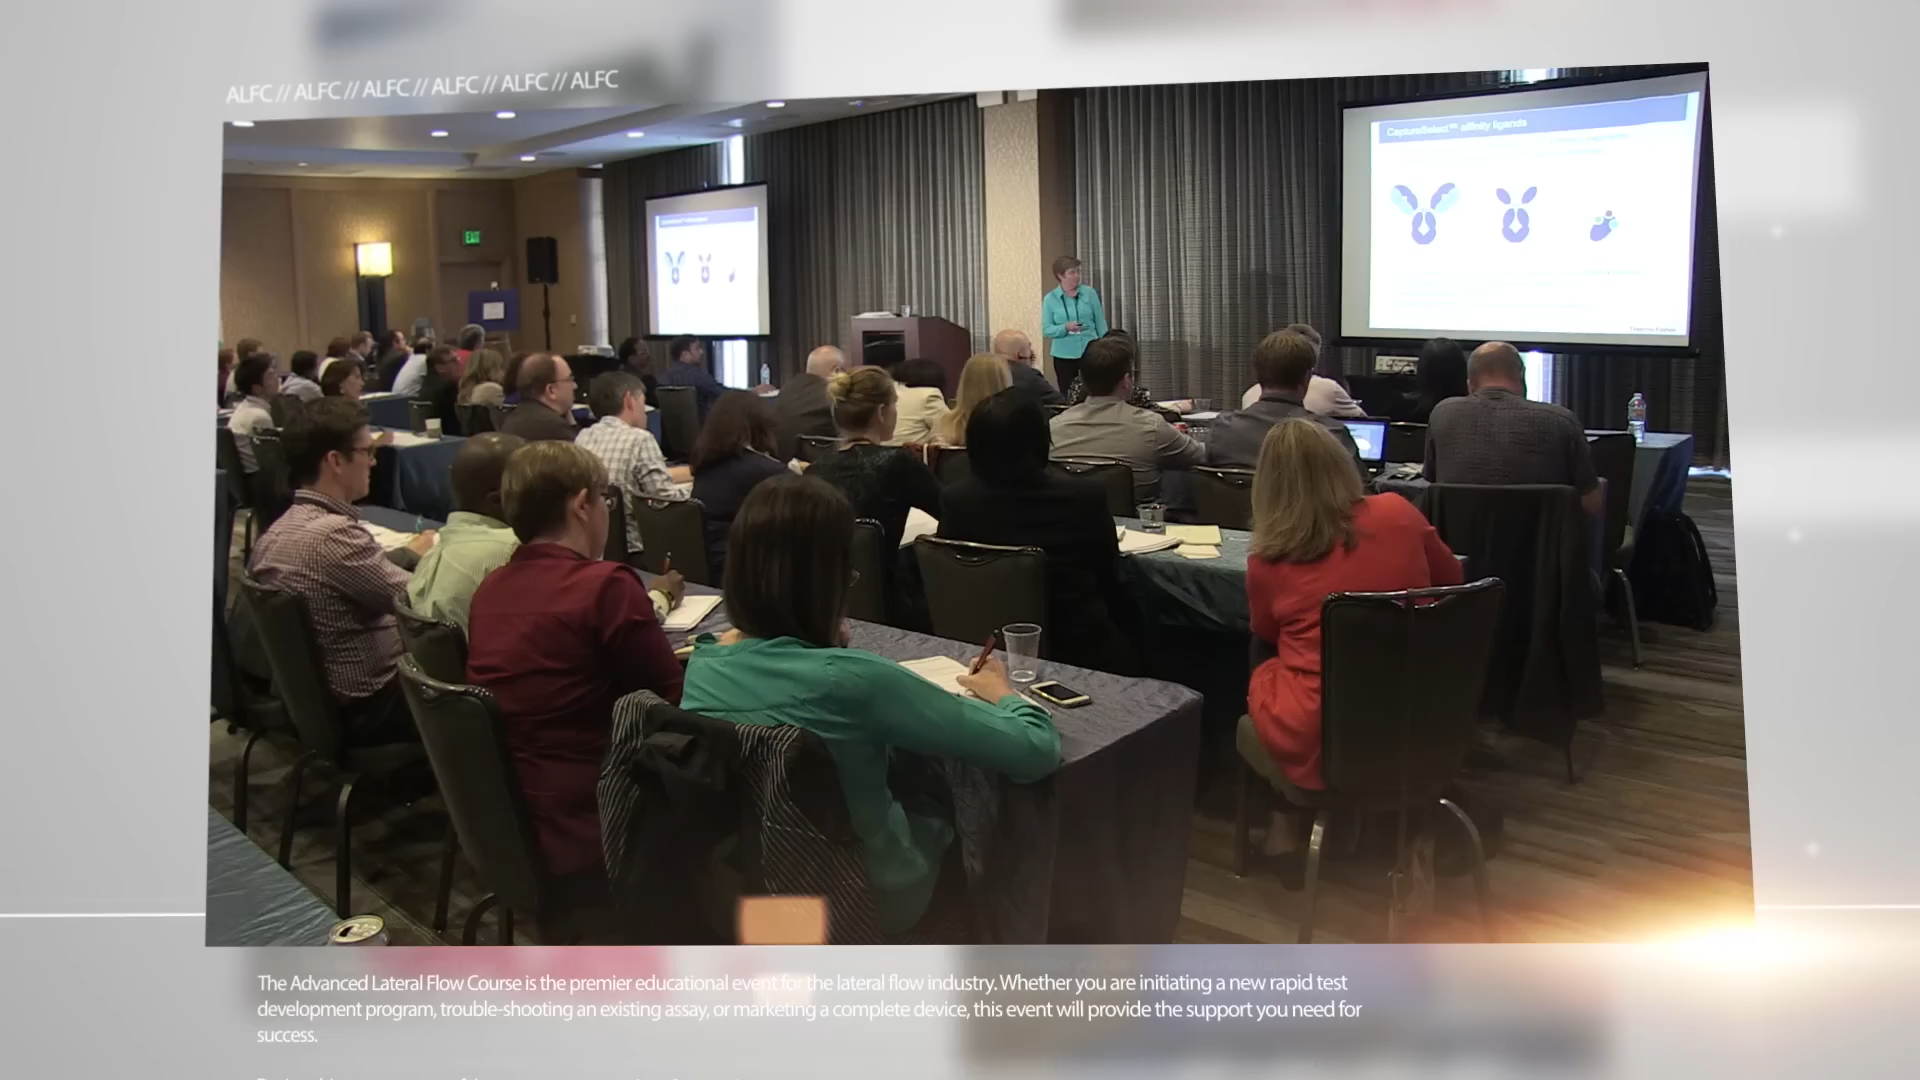 ALFC // ALFC // ALFC // ALFC // ALFC // ALFC
CaptureSelect™ affinity ligands
EXIT
The Advanced Lateral Flow Course is the premier educational event for the lateral flow industry. Whether you are initiating a new rapid test
development program, trouble-shooting an existing assay, or marketing a complete device, this event will provide the support you need for
success.